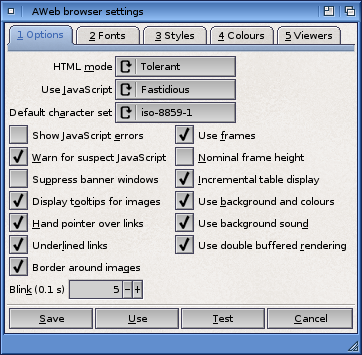 AWeb browser settings
1 Options 2 Fonts 3 Styles 4 Colours 5 Viewers
HTML mode Tolerant
Use JavaScript Fastidious
Default character set iso-8859-1
Show JavaScript errors Use frames
Warn for suspect JavaScript Nominal frame height
Suppress banner windows Incremental table display
Display tooltips for images Use background and colours
Hand pointer over links Use background sound
Underlined links Use double buffered rendering
Border around images
Blink (0.1 s) 5 - +
Save Use Test Cancel